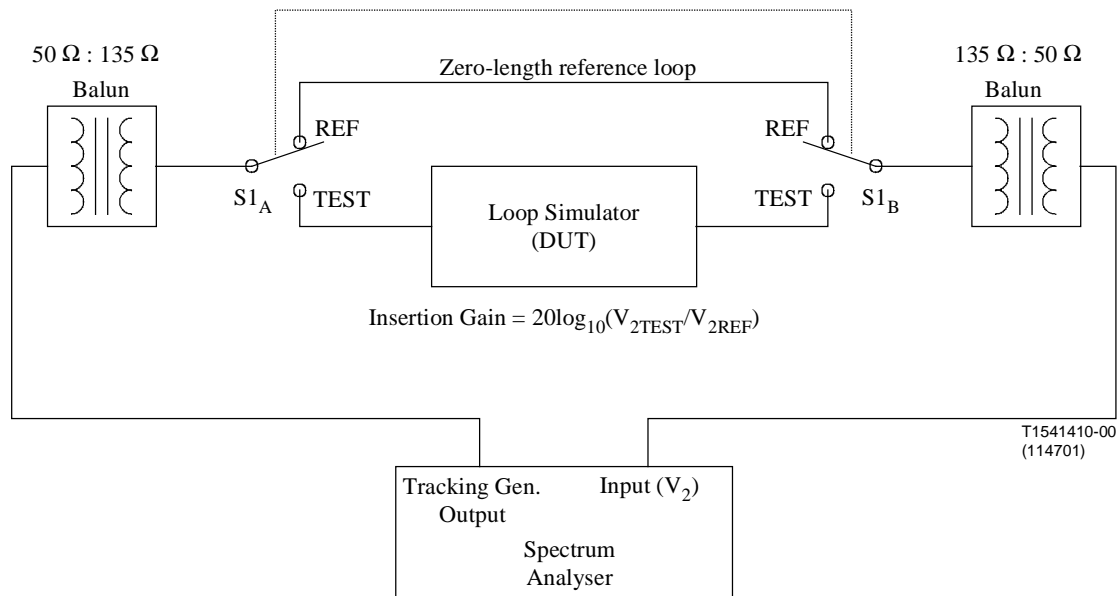 50 Ω : 135 Ω
Balun
135 Ω : 50 Ω
Balun
Zero-length reference loop
REF
REF
S1A
TEST
TEST
S1B
Loop Simulator
(DUT)
Insertion Gain = 20log10(V2TEST/V2REF)
T1541410-00
(114701)
Tracking Gen.
Output
Input (V2)
Spectrum
Analyser